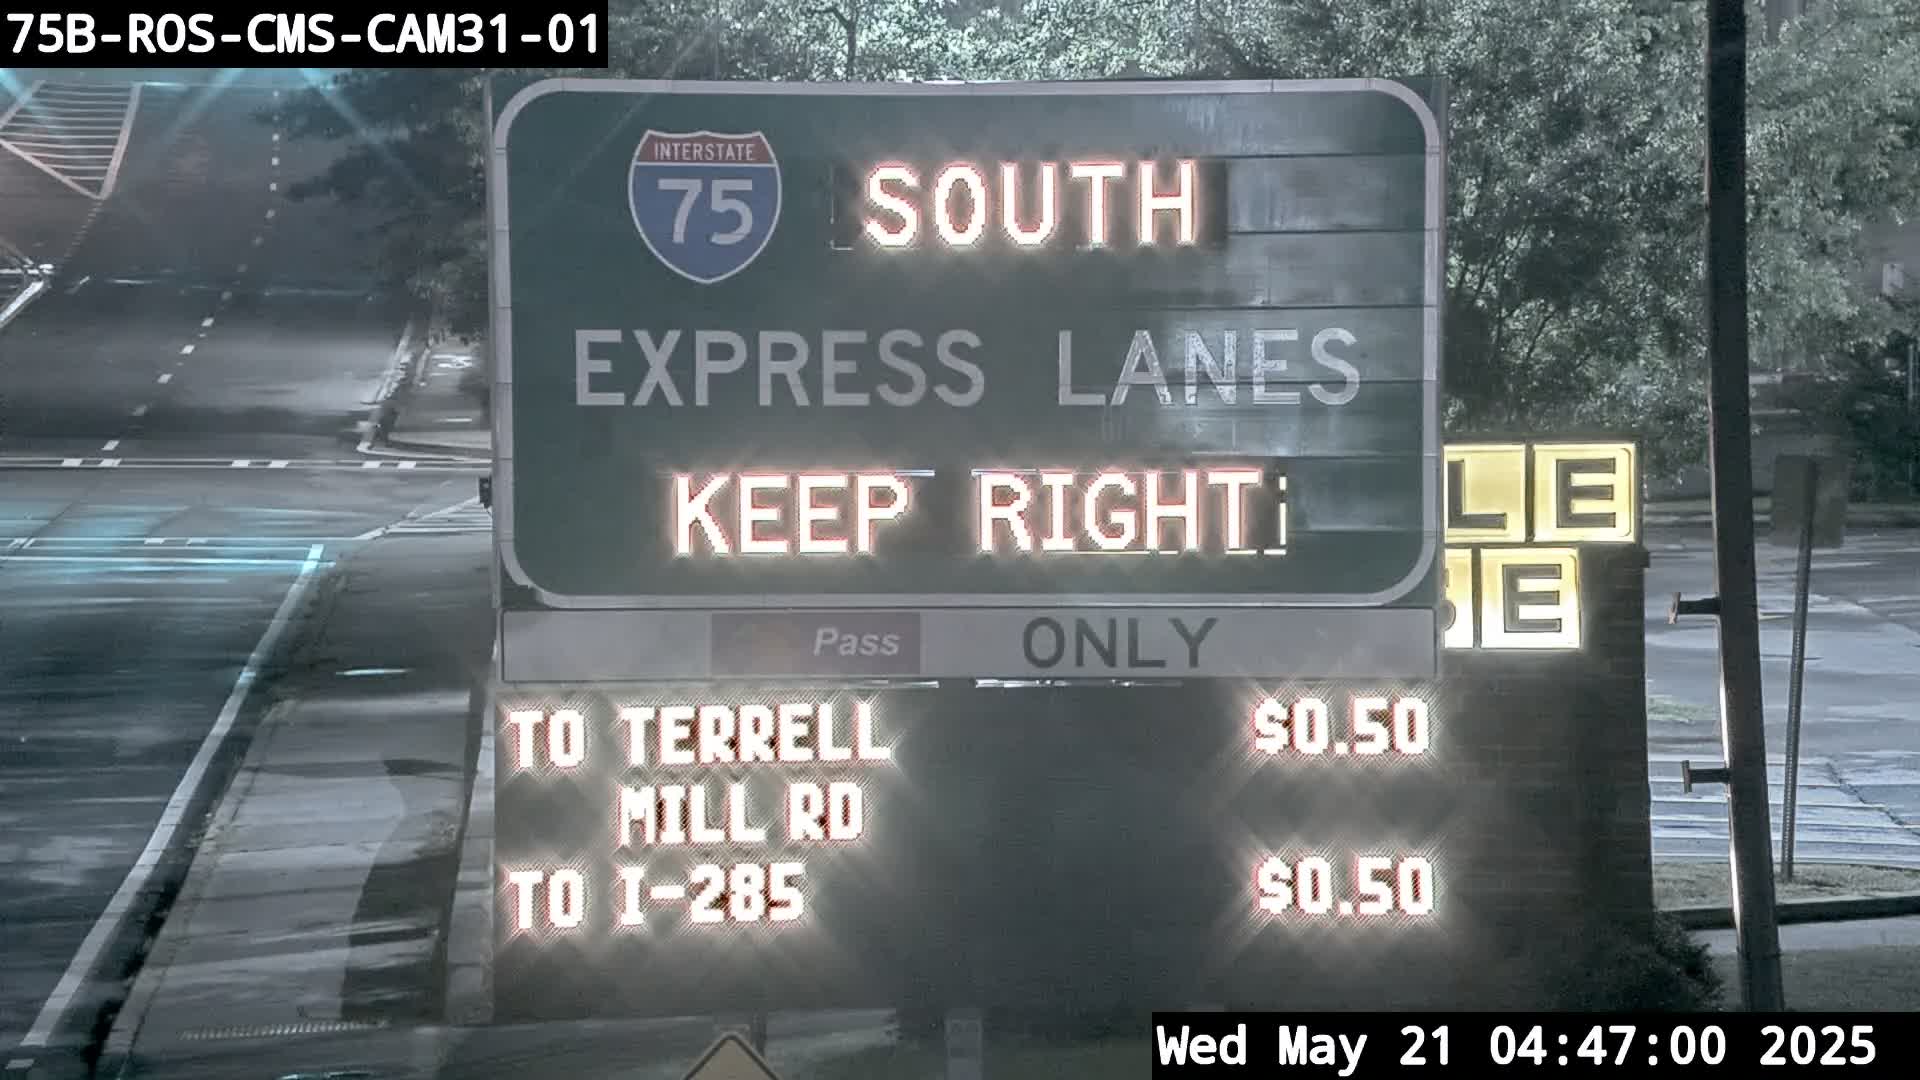 75B-ROS-CMS-CAM31-01
INTERSTATE
75
SOUTH
EXPRESS LANES
KEEP RIGHT
LE
E
Pass ONLY
TO TERRELL MILL RD $0.50
TO I-285 $0.50
Wed May 21 04:47:00 2025